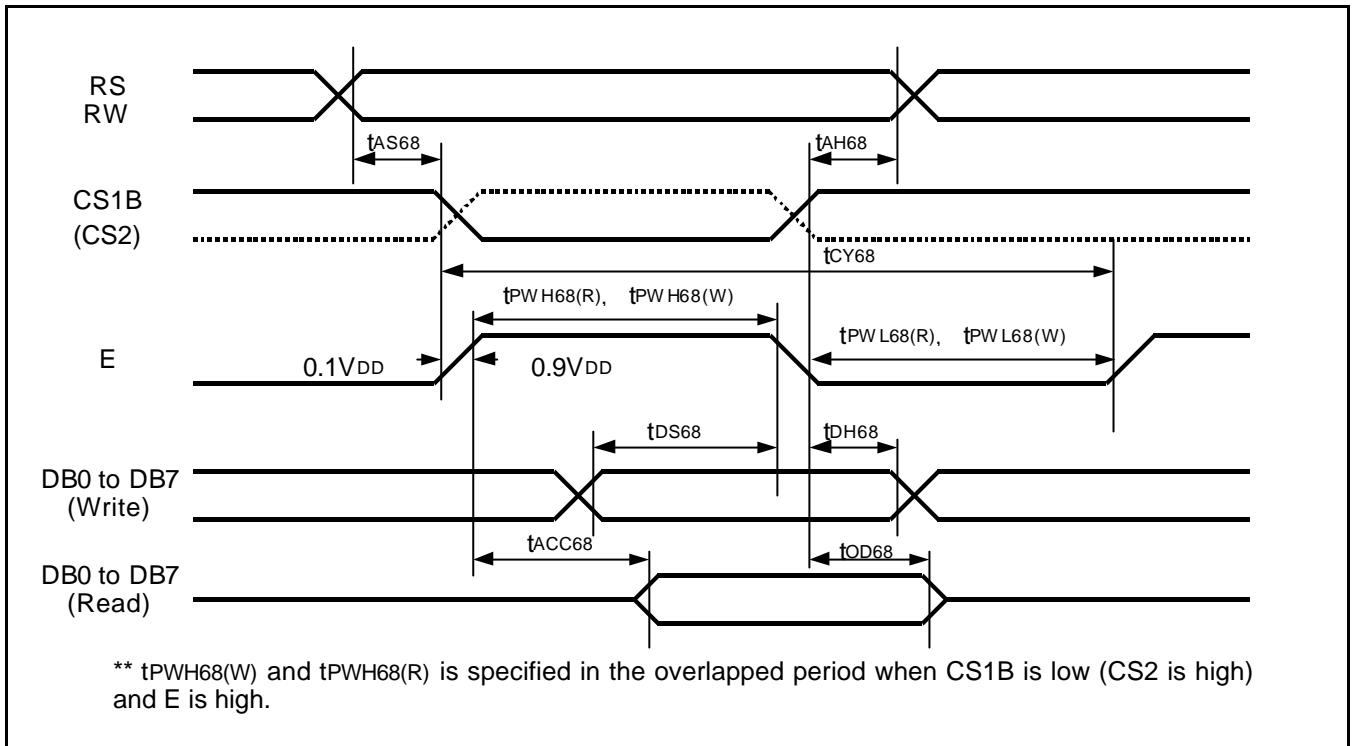 RS
RW
tAS68
tAH68
CS1B
(CS2)
tCY68
tPWH68(R), tPWH68(W)
tPWL68(R), tPWL68(W)
E
0.1VDD
0.9VDD
tDS68
tDH68
DB0 to DB7
(Write)
tACC68
tOD68
DB0 to DB7
(Read)
** tPWH68(W) and tPWH68(R) is specified in the overlapped period when CS1B is low (CS2 is high)
and E is high.